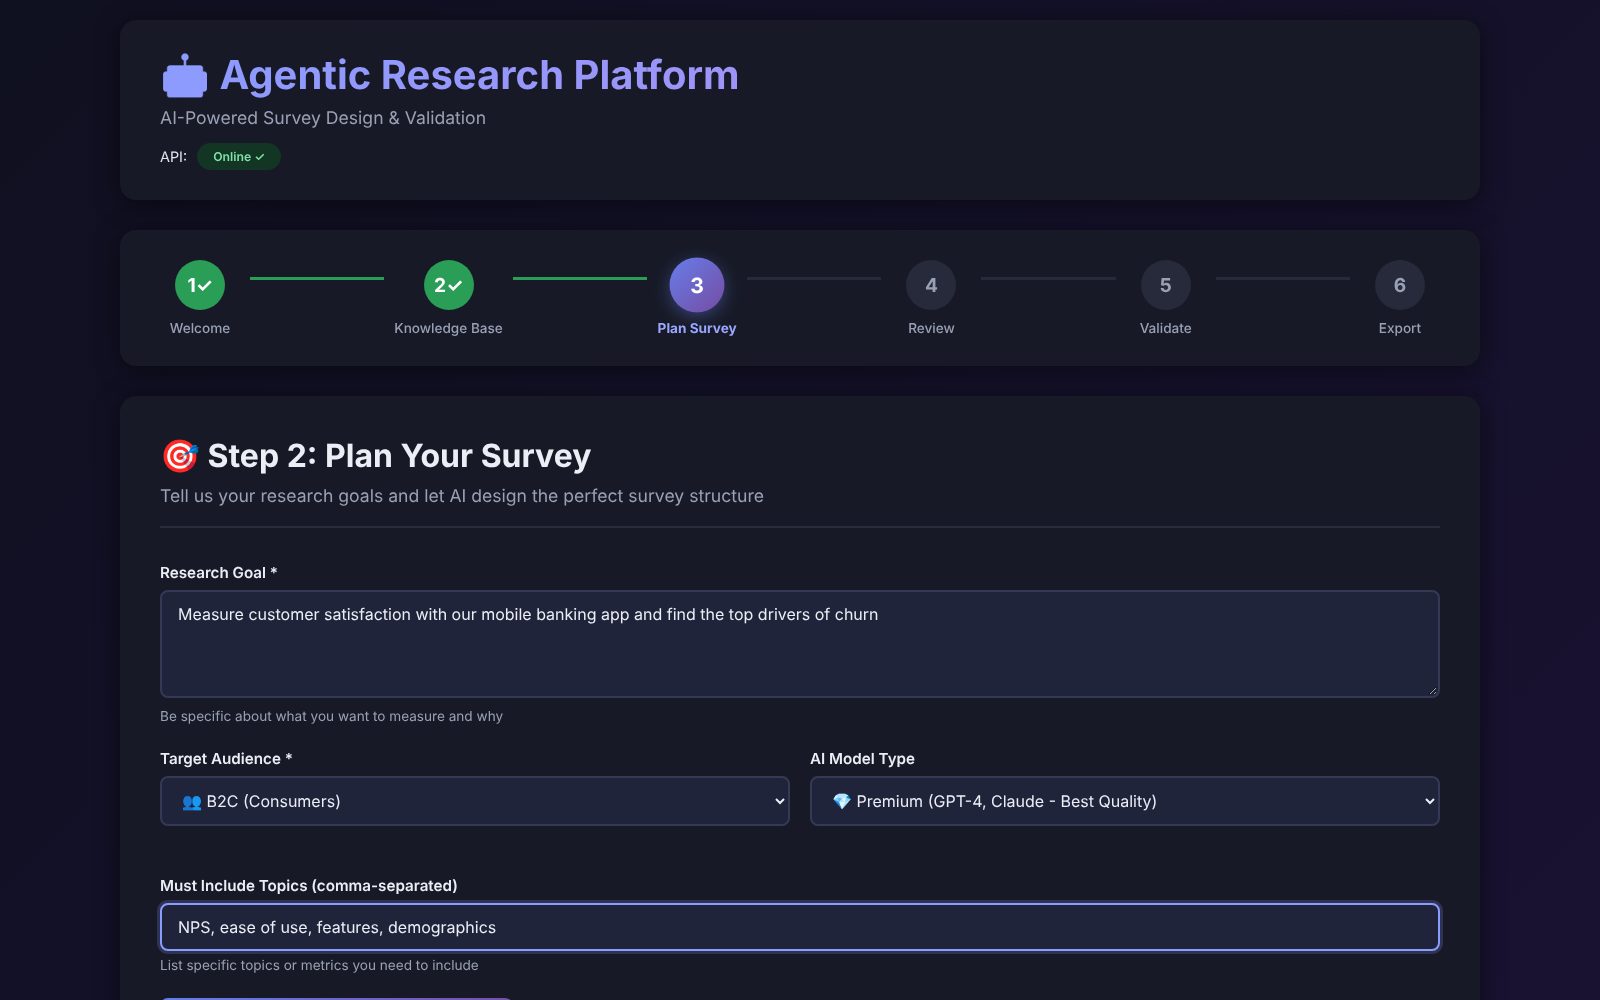 Agentic Research Platform
AI-Powered Survey Design & Validation
API: Online ✓
1✓
2✓
3
4
5
6
Welcome
Knowledge Base
Plan Survey
Review
Validate
Export
🎯 Step 2: Plan Your Survey
Tell us your research goals and let AI design the perfect survey structure
Research Goal *
Measure customer satisfaction with our mobile banking app and find the top drivers of churn
Be specific about what you want to measure and why
Target Audience *
👥 B2C (Consumers)
AI Model Type
💎 Premium (GPT-4, Claude - Best Quality)
Must Include Topics (comma-separated)
NPS, ease of use, features, demographics
List specific topics or metrics you need to include